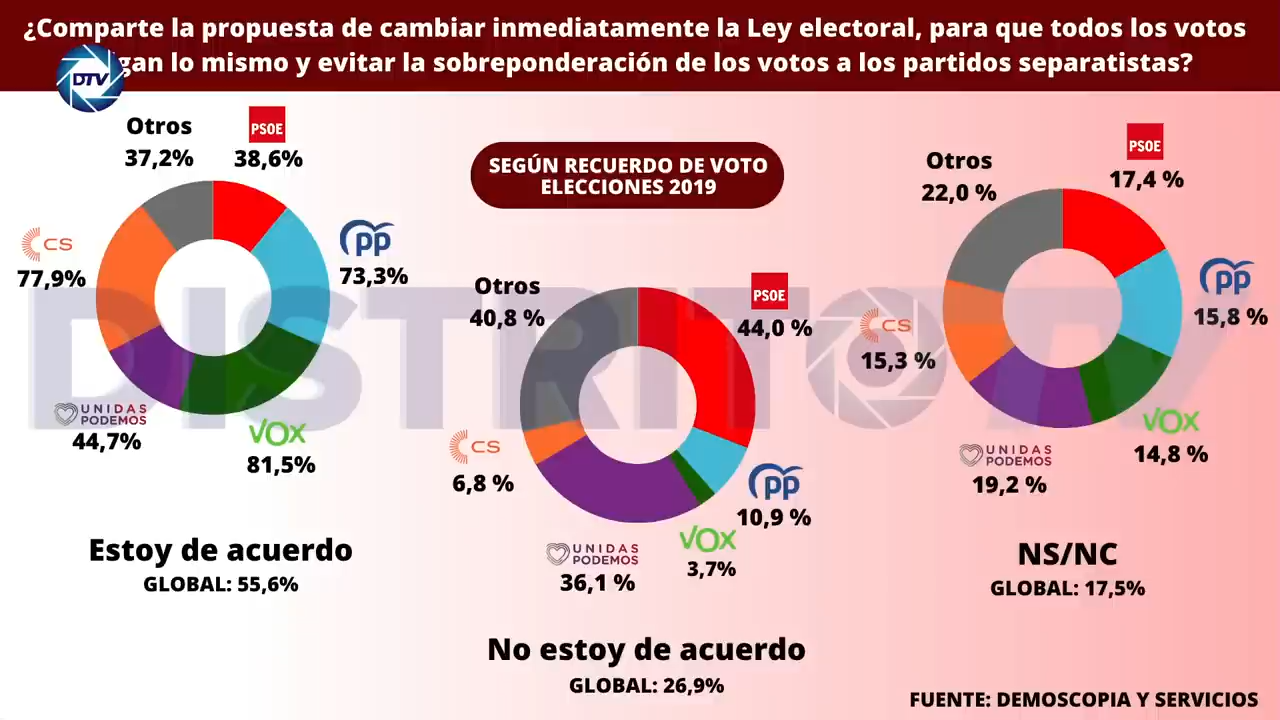 ¿Comparte la propuesta de cambiar inmediatamente la Ley electoral, para que todos los votos
lo mismo y evitar la sobreponderación de los votos a los partidos separatistas?
DTV
SEGÚN RECUERDO DE VOTO
ELECCIONES 2019
Otros
37,2%
PSOE
38,6%
CS
77,9%
pp
73,3%
UNIDAS
PODEMOS
44,7%
VOX
81,5%
Estoy de acuerdo
GLOBAL: 55,6%
Otros
40,8 %
PSOE
44,0 %
CS
6,8 %
pp
10,9 %
UNIDAS
PODEMOS
36,1 %
VOX
3,7%
No estoy de acuerdo
GLOBAL: 26,9%
Otros
22,0 %
PSOE
17,4 %
CS
15,3 %
pp
15,8 %
UNIDAS
PODEMOS
19,2 %
VOX
14,8 %
NS/NC
GLOBAL: 17,5%
DISTRITO TV
FUENTE: DEMOSCOPIA Y SERVICIOS